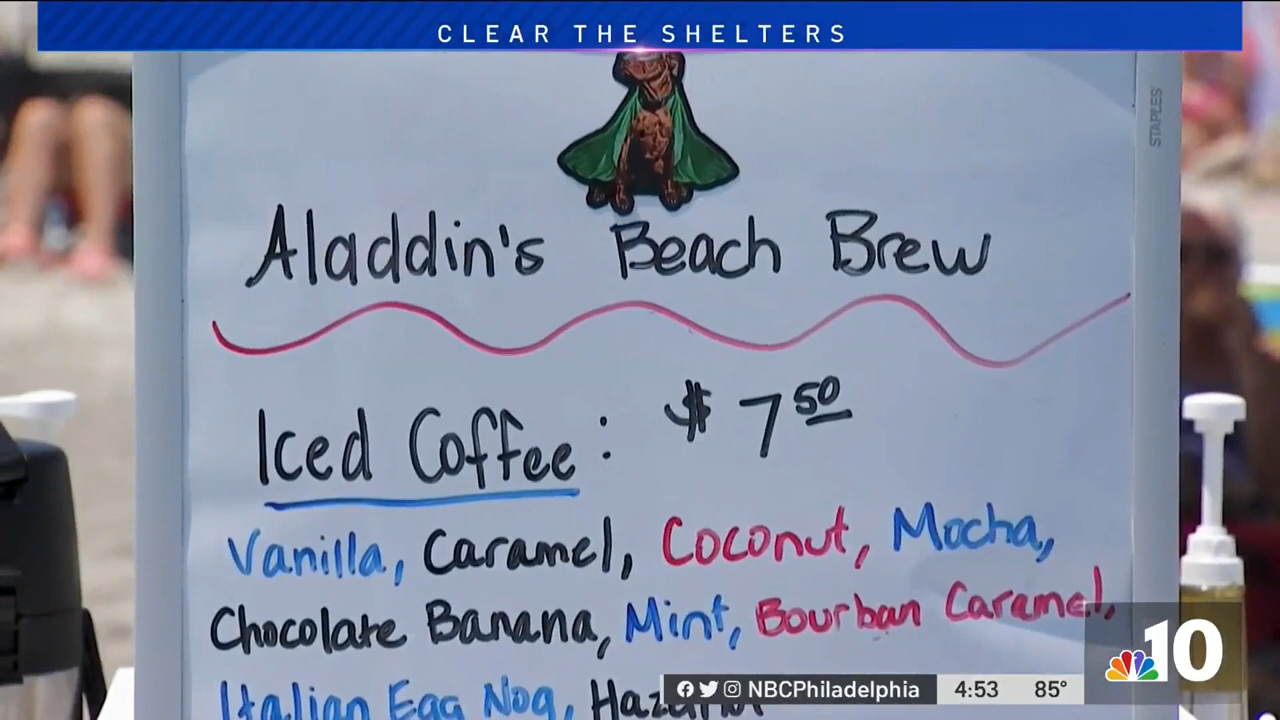 CLEAR THE SHELTERS
STAPLES
Aladdin's Beach Brew
Iced Coffee: $ 7 50
Vanilla, Caramel, Coconut, Mocha,
Chocolate Banana, Mint, Bourban Caramel,
Italian Egg Nog,
10
NBCPhiladelphia 4:53 85°